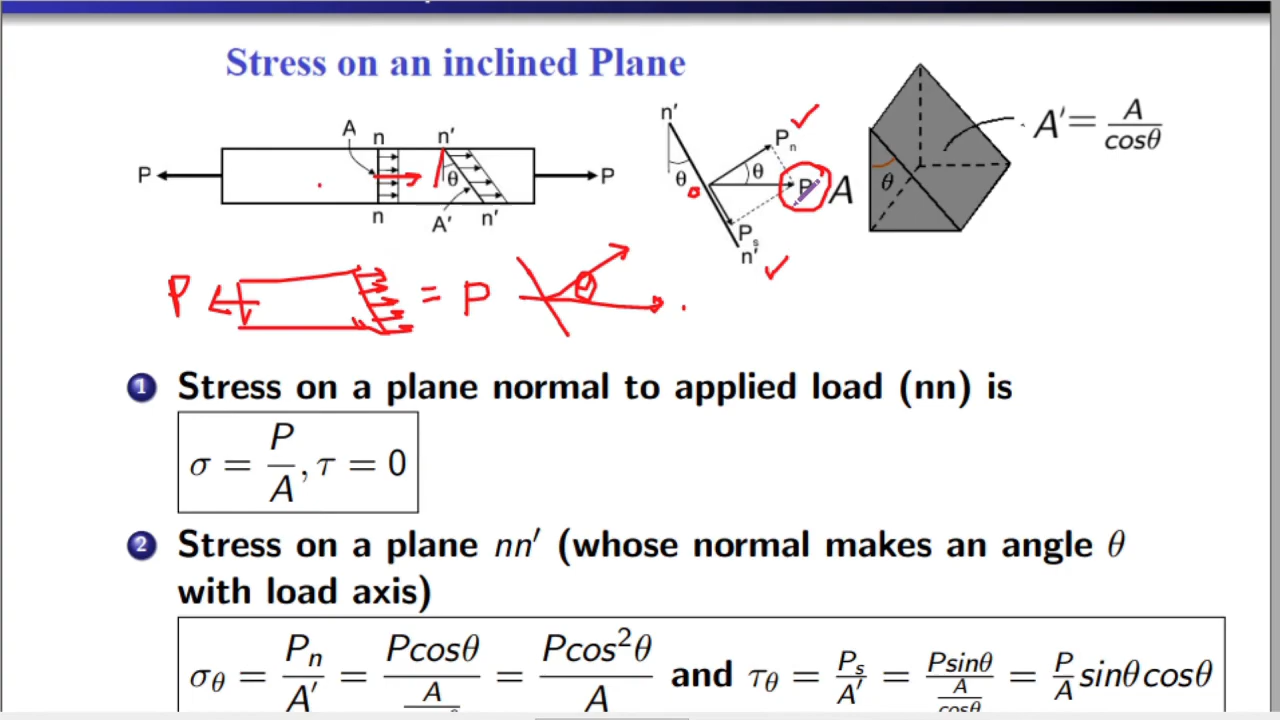 Stress on an inclined Plane
A n n' n' P_n A' = A/cosθ
P θ P θ θ P A θ
n A' n' P_s
n'
P = P θ
1 Stress on a plane normal to applied load (nn) is
σ = P/A, τ = 0
2 Stress on a plane nn′ (whose normal makes an angle θ
with load axis)
σ_θ = P_n/A′ = Pcosθ/A = Pcos²θ/A and τ_θ = P_s/A′ = Psinθ/(A/cosθ) = P/A sinθcosθ